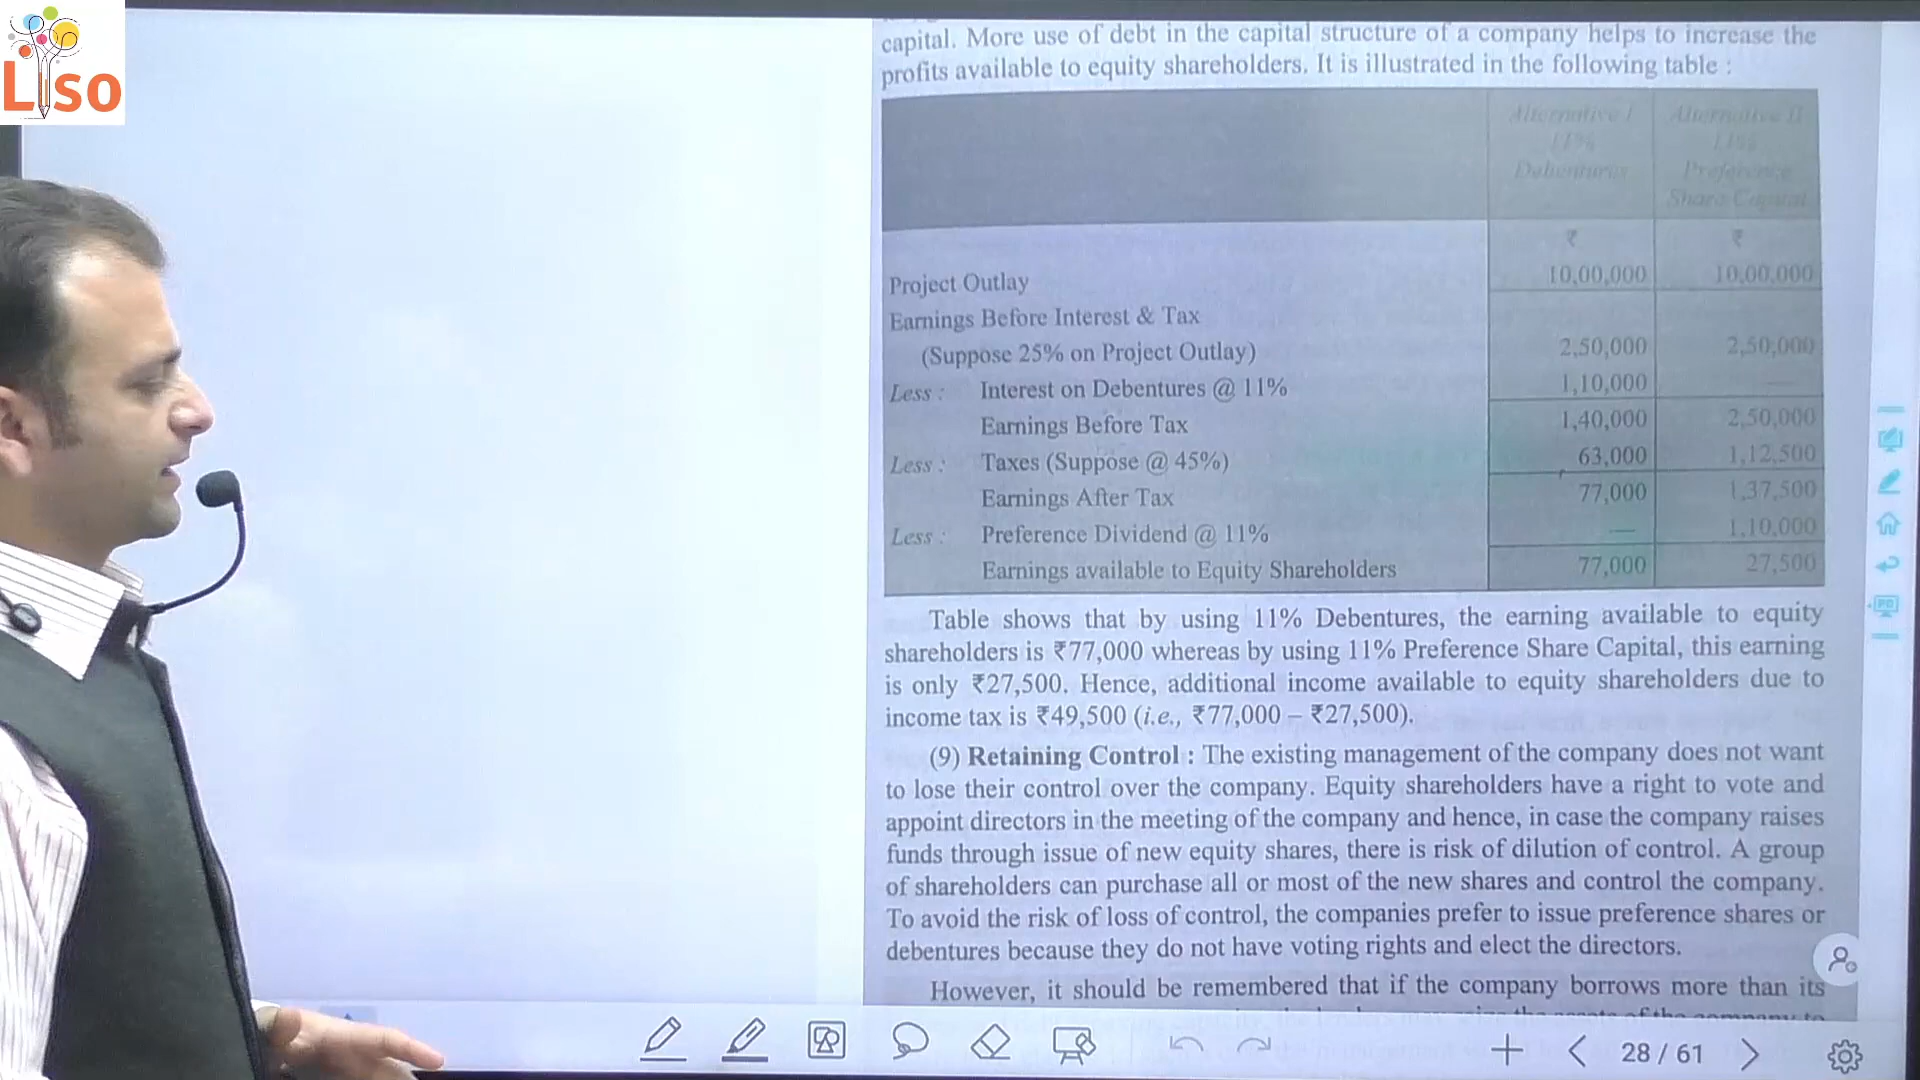 Liso
capital. More use of debt in the capital structure of a company helps to increase the
profits available to equity shareholders. It is illustrated in the following table :
Alternative I Alternative II
11% 11%
Debentures Preference
Share Capital
₹ ₹
Project Outlay 10,00,000 10,00,000
Earnings Before Interest & Tax
(Suppose 25% on Project Outlay) 2,50,000 2,50,000
Less : Interest on Debentures @ 11% 1,10,000 —
Earnings Before Tax 1,40,000 2,50,000
Less : Taxes (Suppose @ 45%) 63,000 1,12,500
Earnings After Tax 77,000 1,37,500
Less : Preference Dividend @ 11% — 1,10,000
Earnings available to Equity Shareholders 77,000 27,500
Table shows that by using 11% Debentures, the earning available to equity
shareholders is ₹77,000 whereas by using 11% Preference Share Capital, this earning
is only ₹27,500. Hence, additional income available to equity shareholders due to
income tax is ₹49,500 (i.e., ₹77,000 – ₹27,500).
(9) Retaining Control : The existing management of the company does not want
to lose their control over the company. Equity shareholders have a right to vote and
appoint directors in the meeting of the company and hence, in case the company raises
funds through issue of new equity shares, there is risk of dilution of control. A group
of shareholders can purchase all or most of the new shares and control the company.
To avoid the risk of loss of control, the companies prefer to issue preference shares or
debentures because they do not have voting rights and elect the directors.
However, it should be remembered that if the company borrows more than its
28 / 61